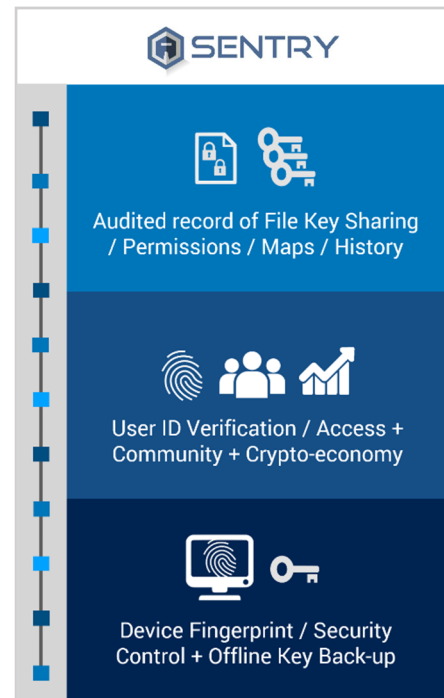 SENTRY
Audited record of File Key Sharing
/ Permissions / Maps / History
User ID Verification / Access +
Community + Crypto-economy
Device Fingerprint / Security
Control + Offline Key Back-up